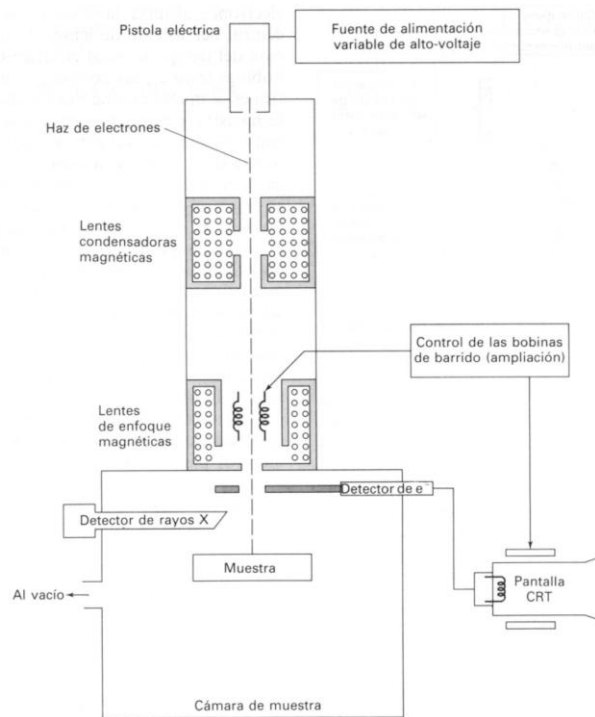 Pistola eléctrica
Fuente de alimentación
variable de alto-voltaje
Haz de electrones
Lentes
condensadoras
magnéticas
Control de las bobinas
de barrido (ampliación)
Lentes
de enfoque
magnéticas
Detector de e⁻
Detector de rayos X
Muestra
Al vacío
Pantalla
CRT
Cámara de muestra